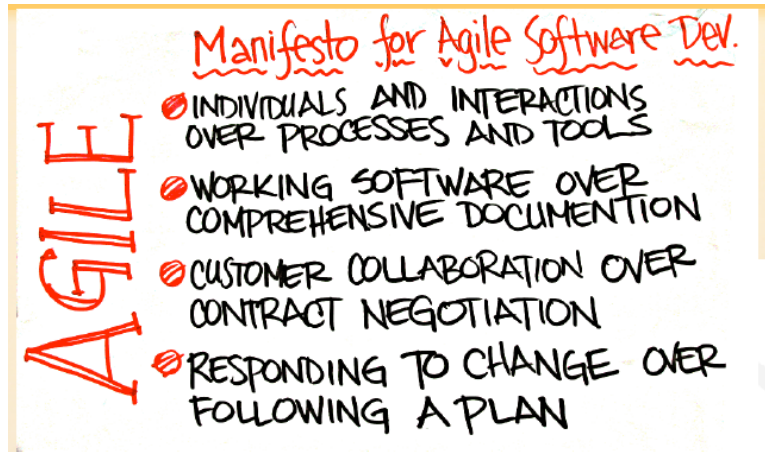 Manifesto for Agile Software Dev.
AGILE
INDIVIDUALS AND INTERACTIONS
OVER PROCESSES AND TOOLS
WORKING SOFTWARE OVER
COMPREHENSIVE DOCUMENTION
CUSTOMER COLLABORATION OVER
CONTRACT NEGOTIATION
RESPONDING TO CHANGE OVER
FOLLOWING A PLAN